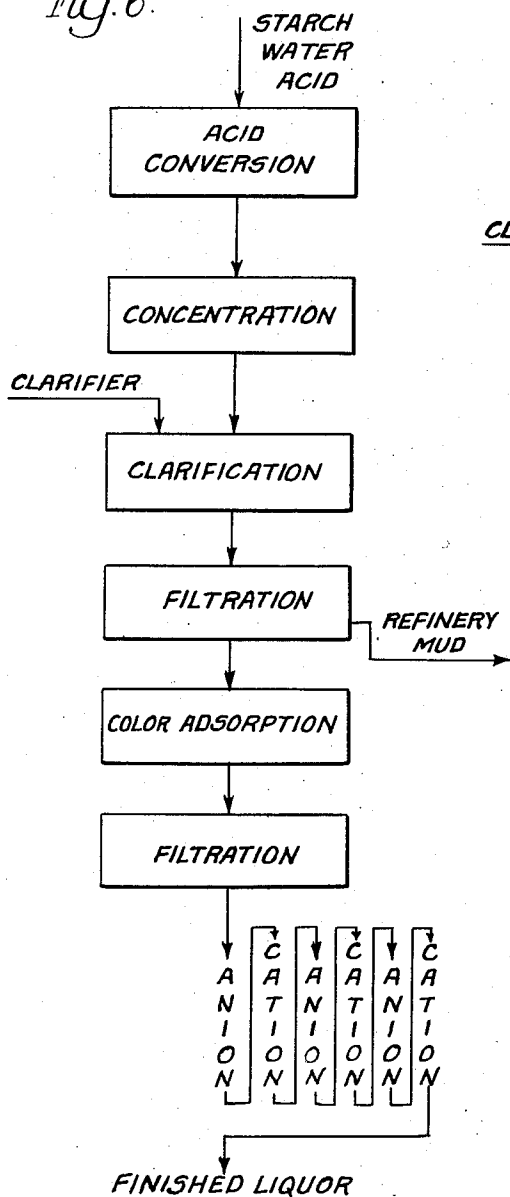 Fig. 6.
STARCH
WATER
ACID
ACID
CONVERSION
CL
CONCENTRATION
CLARIFIER
CLARIFICATION
FILTRATION
REFINERY
MUD
COLOR ADSORPTION
FILTRATION
ANION
CATION
ANION
CATION
ANION
CATION
FINISHED LIQUOR